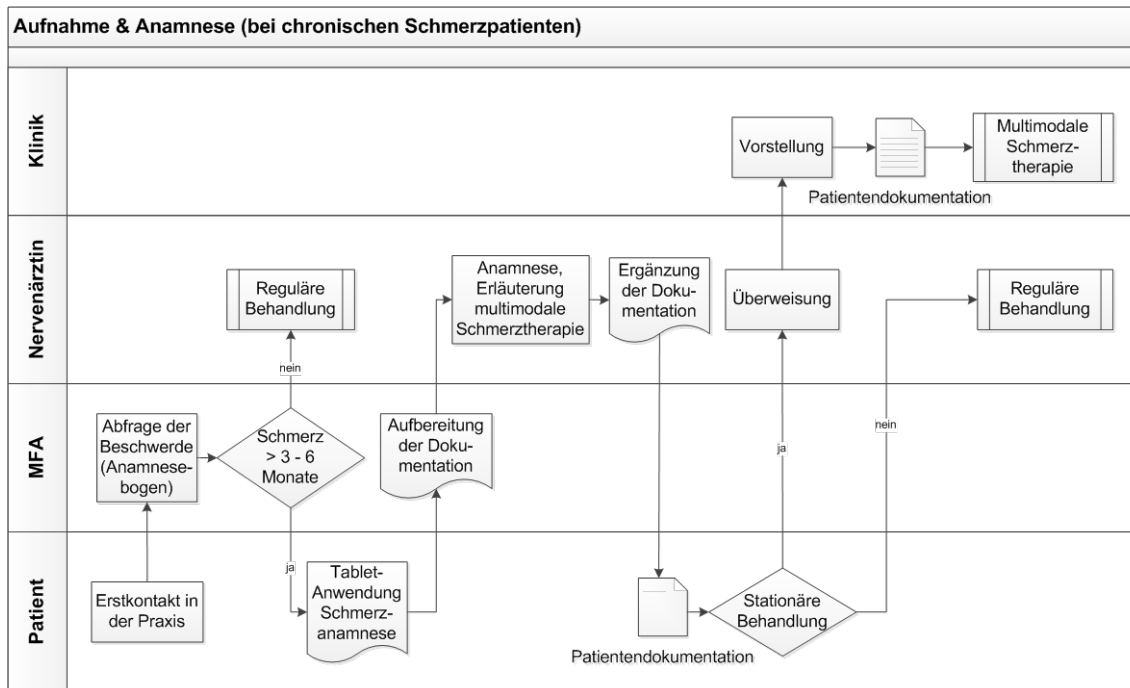 Aufnahme & Anamnese (bei chronischen Schmerzpatienten)
Klinik
Vorstellung
Patientendokumentation
Multimodale
Schmerz-
therapie
Nervenärztin
Reguläre
Behandlung
nein
Anamnese,
Erläuterung
multimodale
Schmerztherapie
Ergänzung
der Doku-
mentation
Überweisung
Reguläre
Behandlung
MFA
Abfrage der
Beschwerde
(Anamnese-
bogen)
Schmerz
> 3 - 6
Monate
Aufbereitung
der Doku-
mentation
ja
nein
Patient
Erstkontakt in
der Praxis
ja
Tablet-
Anwendung
Schmerz-
anamnese
Patientendokumentation
Stationäre
Behandlung